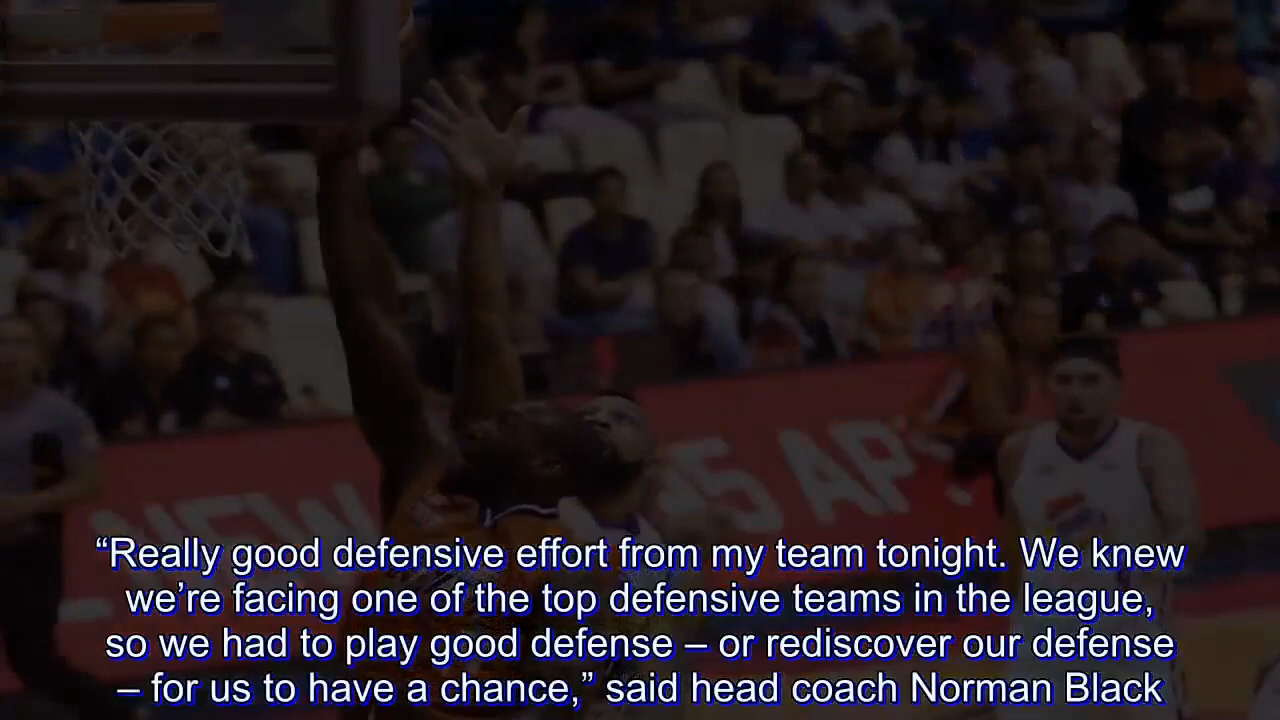 NEW
“Really good defensive effort from my team tonight. We knew
we’re facing one of the top defensive teams in the league,
so we had to play good defense – or rediscover our defense
– for us to have a chance,” said head coach Norman Black